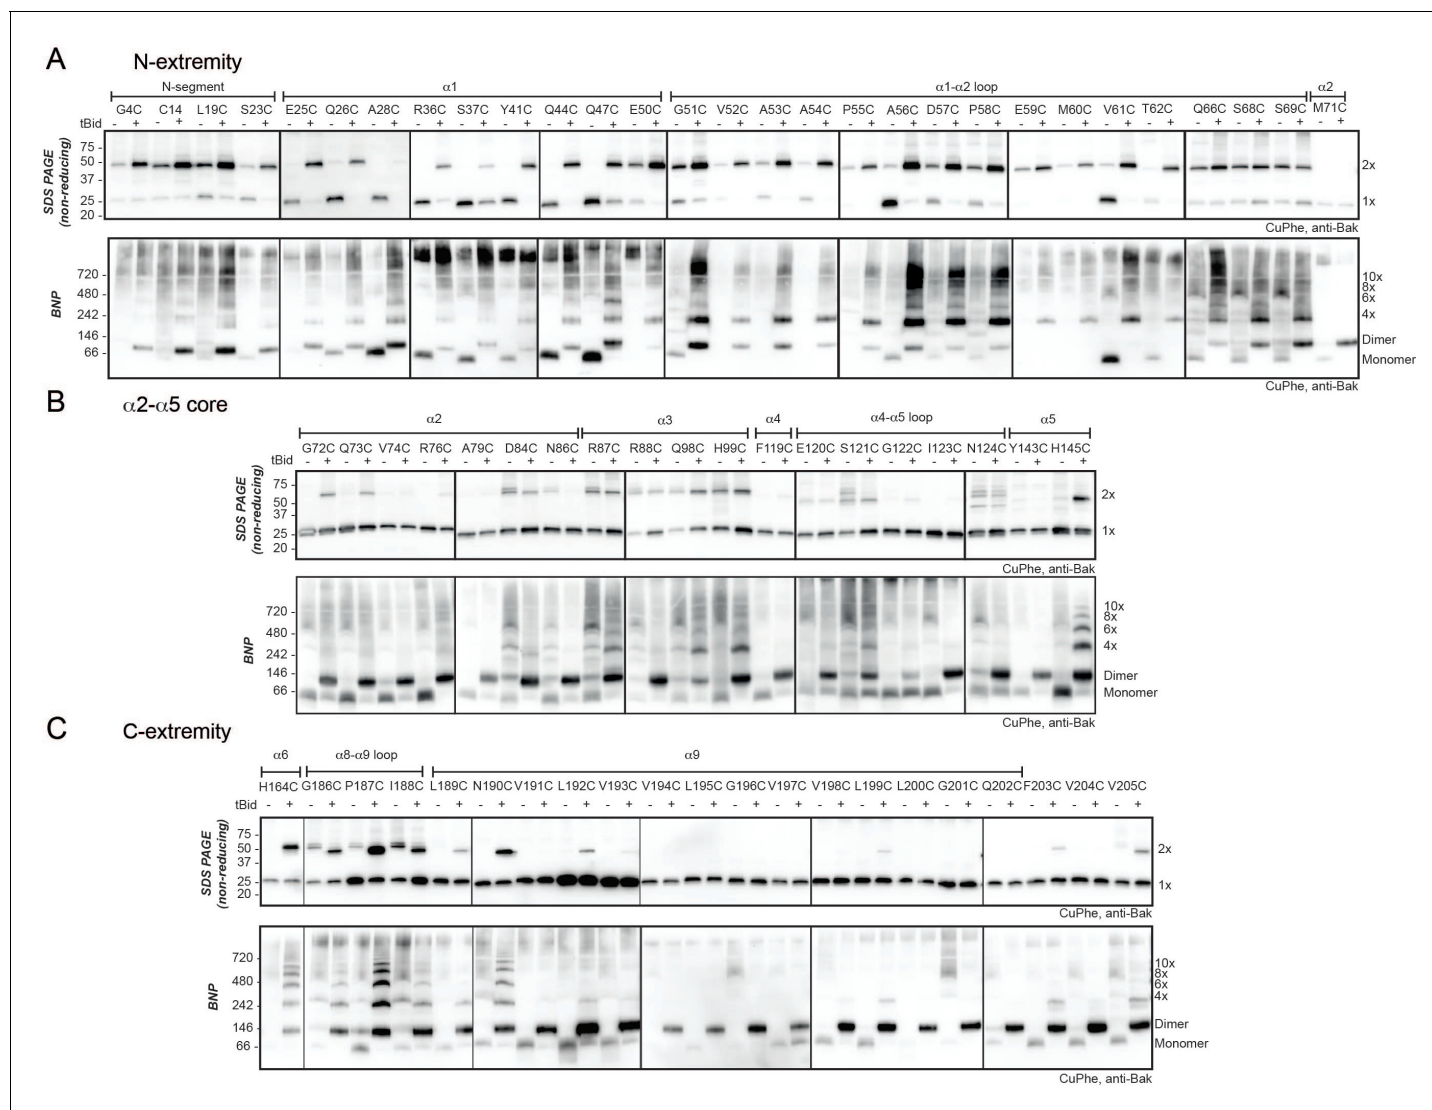 A N-extremity
N-segment α1 α1-α2 loop α2
G4C C14 L19C S23C E25C Q26C A28C R36C S37C Y41C Q44C Q47C E50C G51C V52C A53C A54C P55C A56C D57C P58C E59C M60C V61C T62C Q66C S68C S69C M71C
- + - + - + - + - + - + - + - + - + - + - + - + - + - + - + - + - + - + - + - + - + - + - + - + - + - + - + - + - + tBid
SDS PAGE
(non-reducing)
75 -
50 - 2x
37 -
25 - 1x
20 -
CuPhe, anti-Bak
BNP
720 - 10x
8x
480 - 6x
242 - 4x
146 - Dimer
66 - Monomer
CuPhe, anti-Bak
B α2-α5 core
α2 α3 α4 α4-α5 loop α5
G72C Q73C V74C R76C A79C D84C N86C R87C R88C Q98C H99C F119C E120C S121C G122C I123C N124C Y143C H145C
tBid - + - + - + - + - + - + - + - + - + - + - + - + - + - + - + - + - + - + - +
SDS PAGE
(non-reducing)
75 -
50 - 2x
37 -
25 - 1x
20 -
CuPhe, anti-Bak
BNP
720 - 10x
8x
480 - 6x
242 - 4x
146 - Dimer
66 - Monomer
CuPhe, anti-Bak
C C-extremity
α6 α8-α9 loop α9
H164C G186C P187C I188C L189C N190C V191C L192C V193C V194C L195C G196C V197C V198C L199C L200C G201C Q202C F203C V204C V205C
tBid - + - + - + - + - + - + - + - + - + - + - + - + - + - + - + - + - + - + - + - + - +
SDS PAGE
(non-reducing)
75 -
50 - 2x
37 -
25 - 1x
20 -
CuPhe, anti-Bak
BNP
720 - 10x
8x
480 - 6x
242 - 4x
146 - Dimer
66 - Monomer
CuPhe, anti-Bak